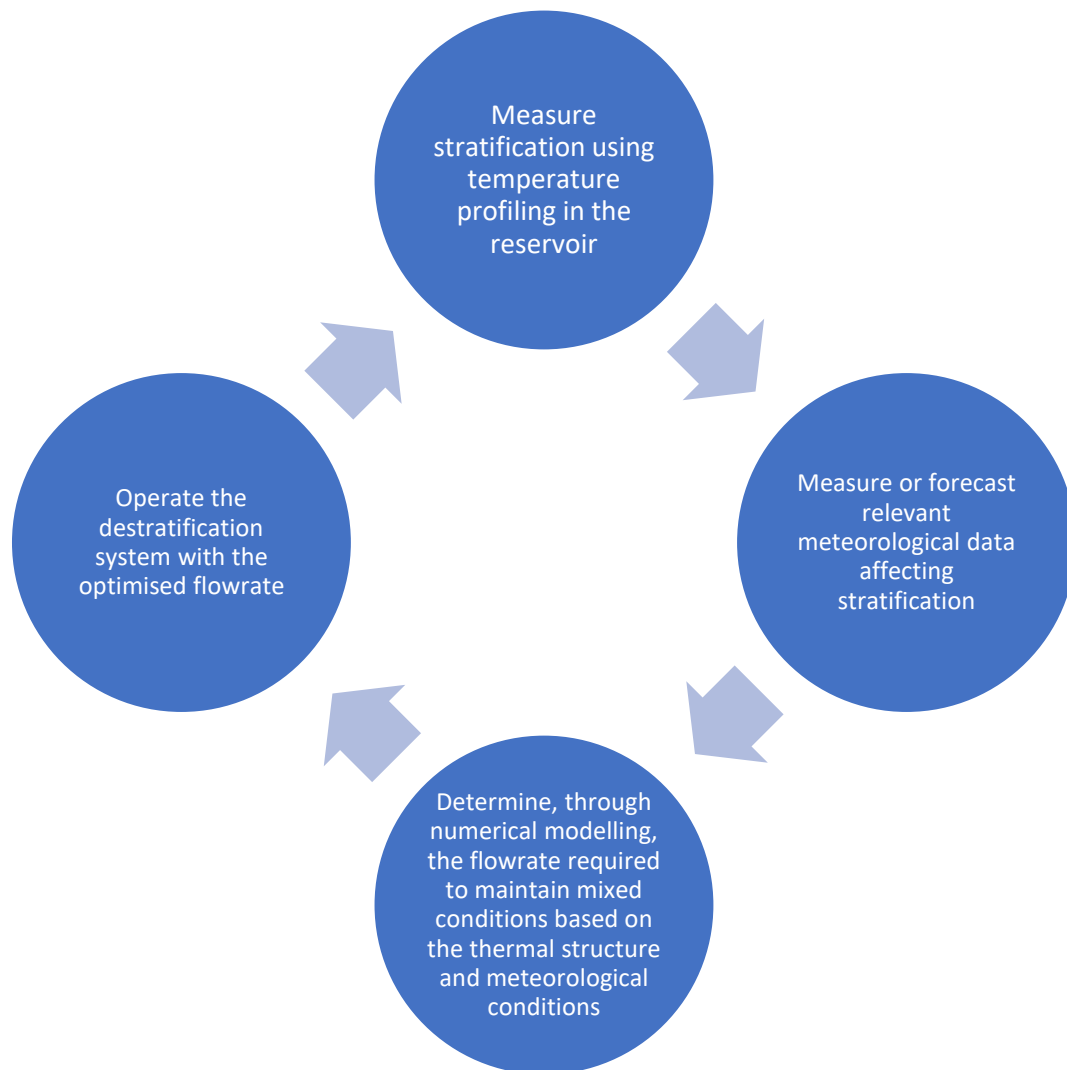 Measure
stratification using
temperature
profiling in the
reservoir
Measure or forecast
relevant
meteorological data
affecting
stratification
Determine, through
numerical modelling,
the flowrate required
to maintain mixed
conditions based on
the thermal structure
and meteorological
conditions
Operate the
destratification
system with the
optimised flowrate